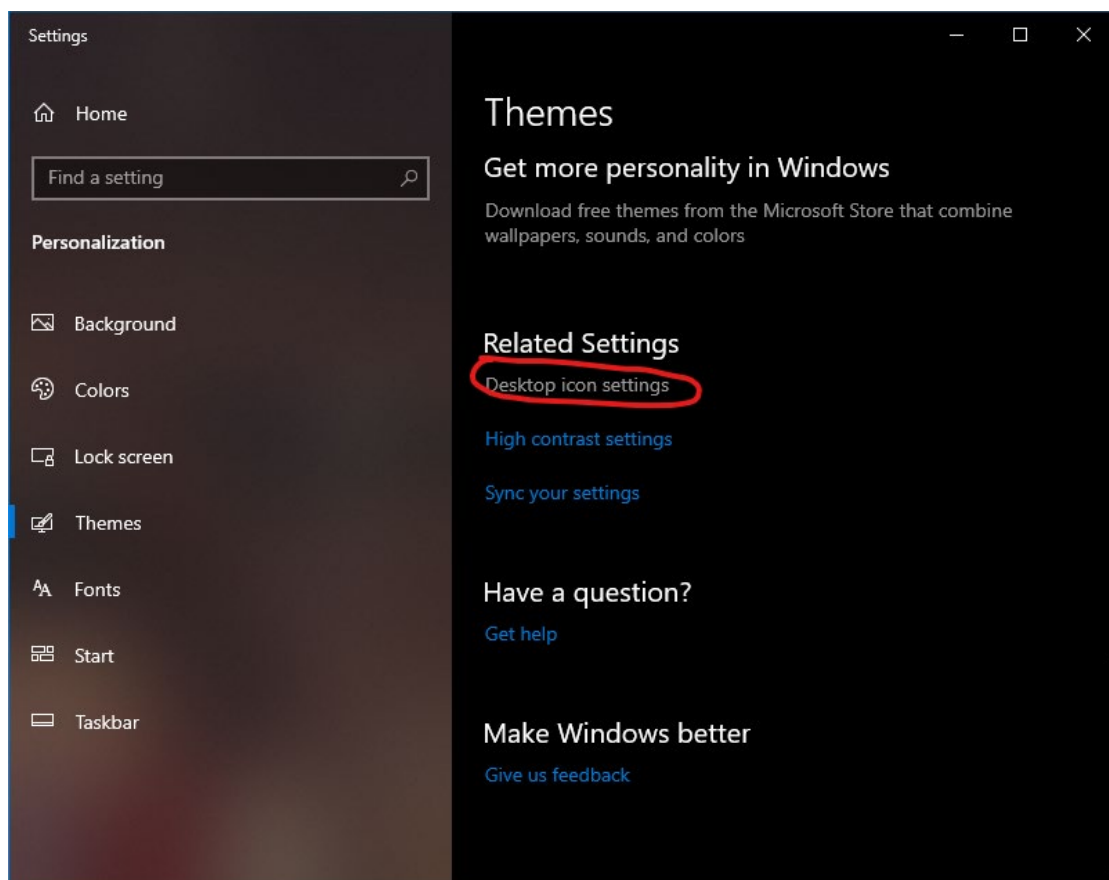 Settings
Home
Find a setting
Personalization
Background
Colors
Lock screen
Themes
Fonts
Start
Taskbar
Themes
Get more personality in Windows
Download free themes from the Microsoft Store that combine
wallpapers, sounds, and colors
Related Settings
Desktop icon settings
High contrast settings
Sync your settings
Have a question?
Get help
Make Windows better
Give us feedback